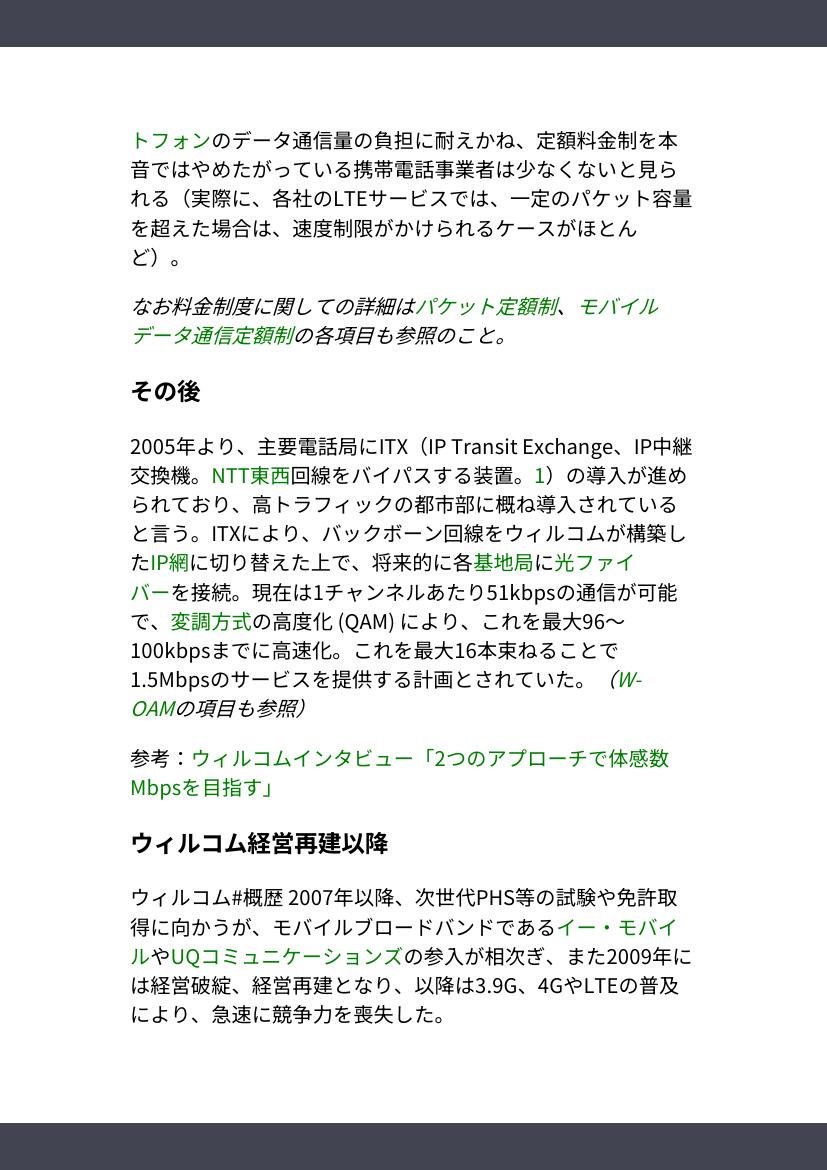 トフォンのデータ通信量の負担に耐えかね、定額料金制を本
音ではやめたがっている携帯電話事業者は少なくないと見ら
れる（実際に、各社のLTEサービスでは、一定のパケット容量
を超えた場合は、速度制限がかけられるケースがほとん
ど）。
なお料金制度に関しての詳細はパケット定額制、モバイル
データ通信定額制の各項目も参照のこと。
その後
2005年より、主要電話局にITX（IP Transit Exchange、IP中継
交換機。NTT東西回線をバイパスする装置。1）の導入が進め
られており、高トラフィックの都市部に概ね導入されている
と言う。ITXにより、バックボーン回線をウィルコムが構築し
たIP網に切り替えた上で、将来的に各基地局に光ファイ
バーを接続。現在は1チャンネルあたり51kbpsの通信が可能
で、変調方式の高度化 (QAM) により、これを最大96〜
100kbpsまでに高速化。これを最大16本束ねることで
1.5Mbpsのサービスを提供する計画とされていた。（W-
OAMの項目も参照）
参考：ウィルコムインタビュー「2つのアプローチで体感数
Mbpsを目指す」
ウィルコム経営再建以降
ウィルコム#概歴 2007年以降、次世代PHS等の試験や免許取
得に向かうが、モバイルブロードバンドであるイー・モバイ
ルやUQコミュニケーションズの参入が相次ぎ、また2009年に
は経営破綻、経営再建となり、以降は3.9G、4GやLTEの普及
により、急速に競争力を喪失した。